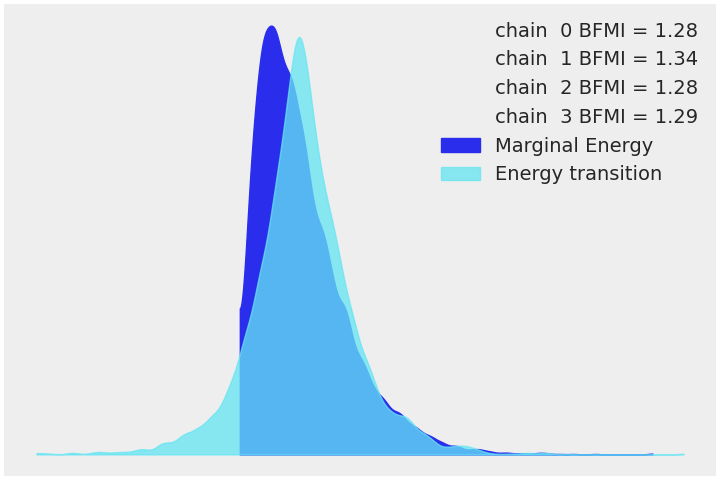 chain  0 BFMI = 1.28
chain  1 BFMI = 1.34
chain  2 BFMI = 1.28
chain  3 BFMI = 1.29
Marginal Energy
Energy transition